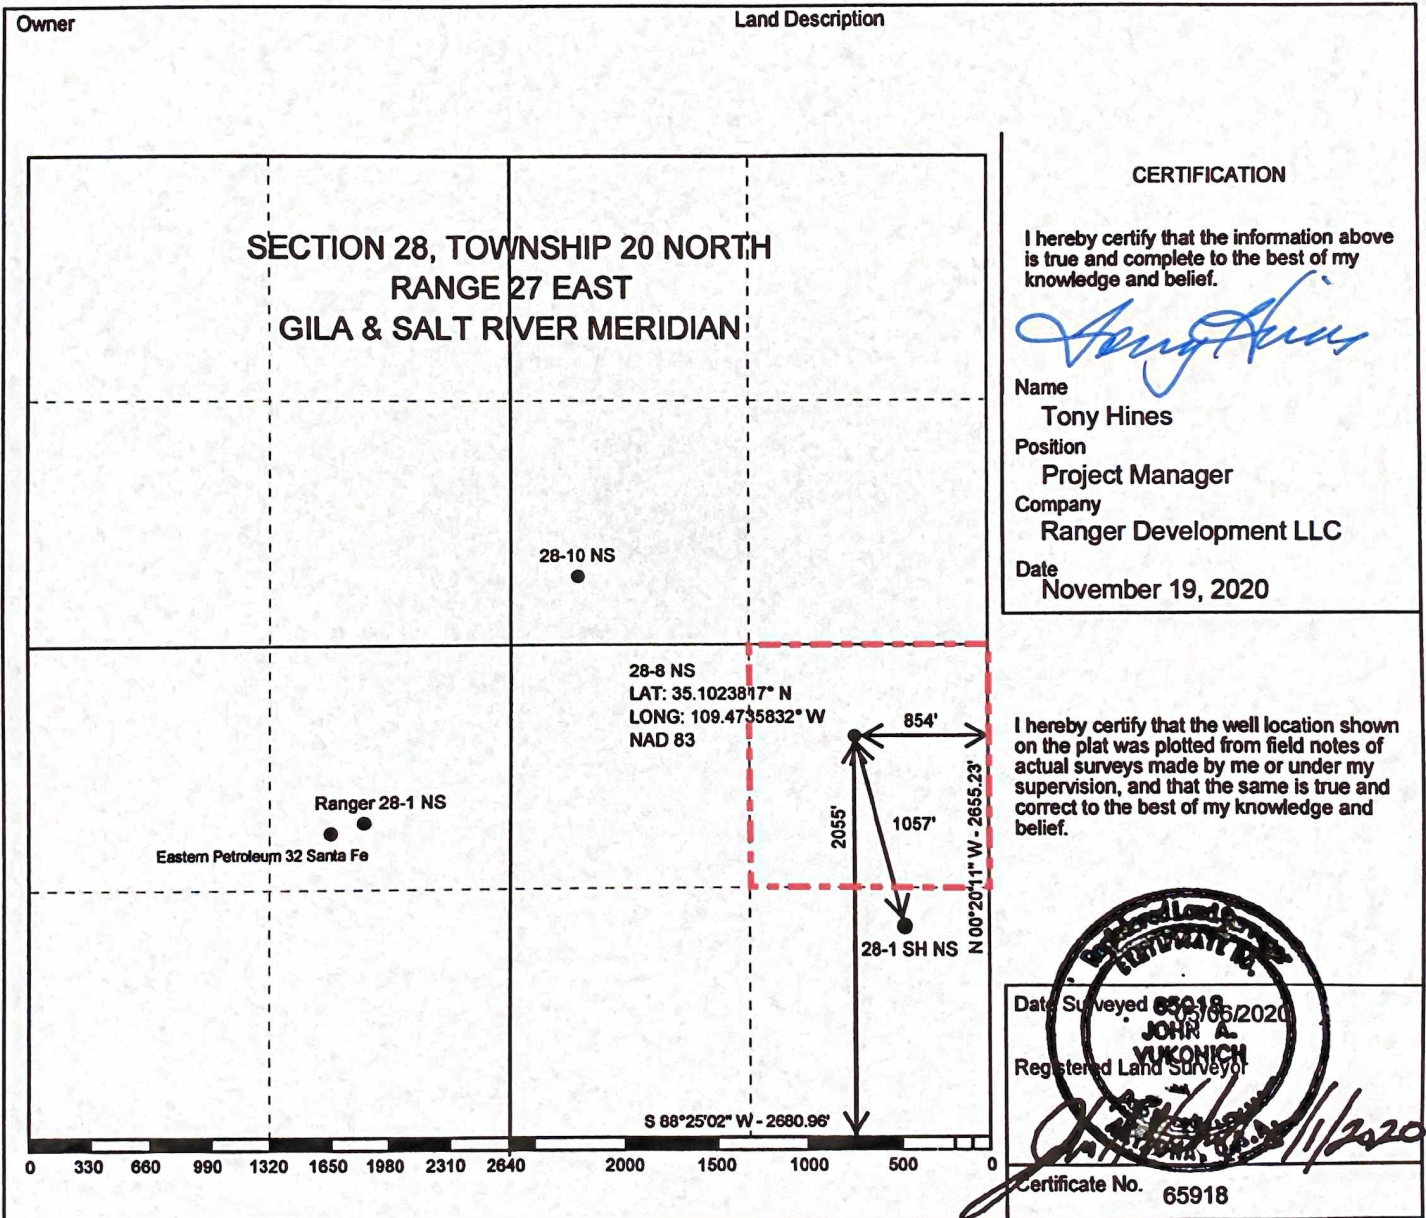 Owner
Land Description
SECTION 28, TOWNSHIP 20 NORTH
RANGE 27 EAST
GILA & SALT RIVER MERIDIAN
28-10 NS
28-8 NS
LAT: 35.1023817° N
LONG: 109.4735832° W
NAD 83
854'
2055'
1057'
N 00°20'11" W - 2655.23'
Ranger 28-1 NS
Eastern Petroleum 32 Santa Fe
28-1 SH NS
S 88°25'02" W - 2680.96'
0 330 660 990 1320 1650 1980 2310 2640 2000 1500 1000 500 0
CERTIFICATION
I hereby certify that the information above
is true and complete to the best of my
knowledge and belief.
Tony Hines
Name
Tony Hines
Position
Project Manager
Company
Ranger Development LLC
Date
November 19, 2020
I hereby certify that the well location shown
on the plat was plotted from field notes of
actual surveys made by me or under my
supervision, and that the same is true and
correct to the best of my knowledge and
belief.
Registered Land Surveyor
CERTIFICATE NO.
65918
JOHN A.
VUKONICH
Date Surveyed
05/06/2020
Registered Land Surveyor
Certificate No.
65918